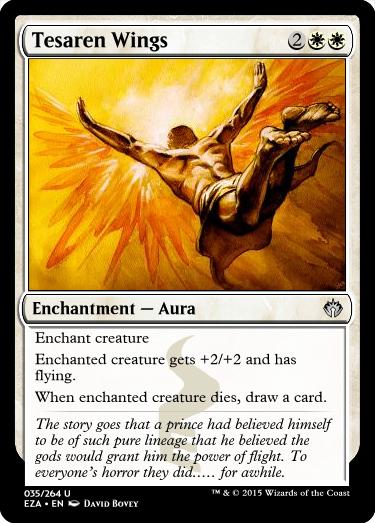 Tesaren Wings 2
Enchantment — Aura
Enchant creature
Enchanted creature gets +2/+2 and has
flying.
When enchanted creature dies, draw a card.
The story goes that a prince had believed himself
to be of such pure lineage that he believed the
gods would grant him the power of flight. To
everyone's horror they did..... for awhile.
035/264 U
EZA • EN DAVID BOVEY
™ & © 2015 Wizards of the Coast